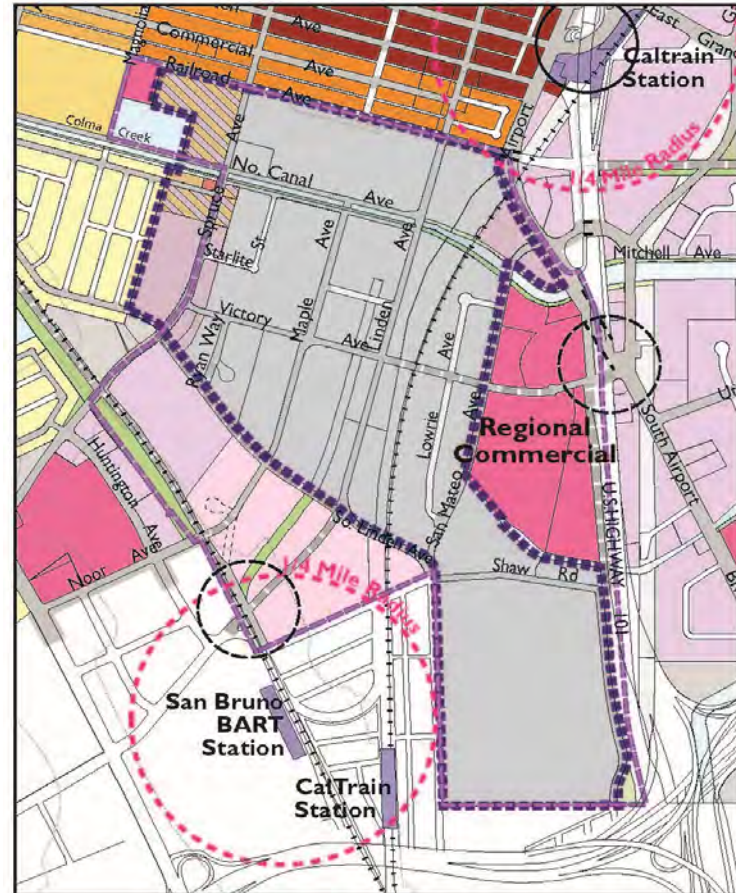 Magnolia
Commercial
Ave
Railroad
Ave
East
Grand
Caltrain
Station
Airport
Colma
Creek
Ave
No. Canal
Ave
1/4 Mile Radius
Spruce
Starlite
St
Ave
Ave
Mitchell Ave
Victory
Ave
Maple
Linden
Ryan Way
Ave
Lowrie
Ave
Regional
Commercial
South Airport
San Mateo
U.S HIGHWAY 101
Huntington
Ave
Noor Ave
So. Linden Ave
Shaw Rd
1/4 Mile Radius
San Bruno
BART
Station
CalTrain
Station